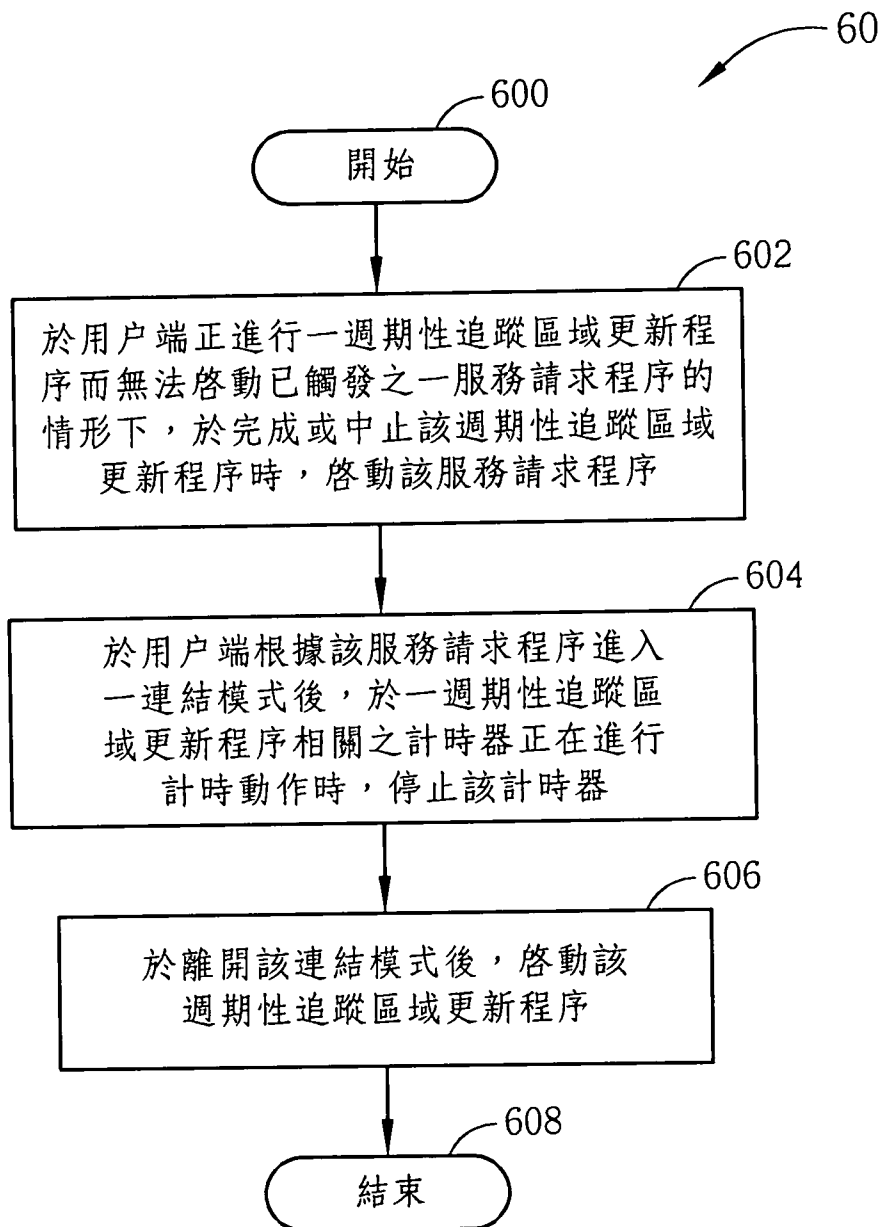 60
600
開始
602
於用户端正進行一週期性追蹤區域更新程
序而無法啓動已觸發之一服務請求程序的
情形下，於完成或中止該週期性追蹤區域
更新程序時，啓動該服務請求程序
604
於用户端根據該服務請求程序進入
一連結模式後，於一週期性追蹤區
域更新程序相關之計時器正在進行
計時動作時，停止該計時器
606
於離開該連結模式後，啓動該
週期性追蹤區域更新程序
608
結束